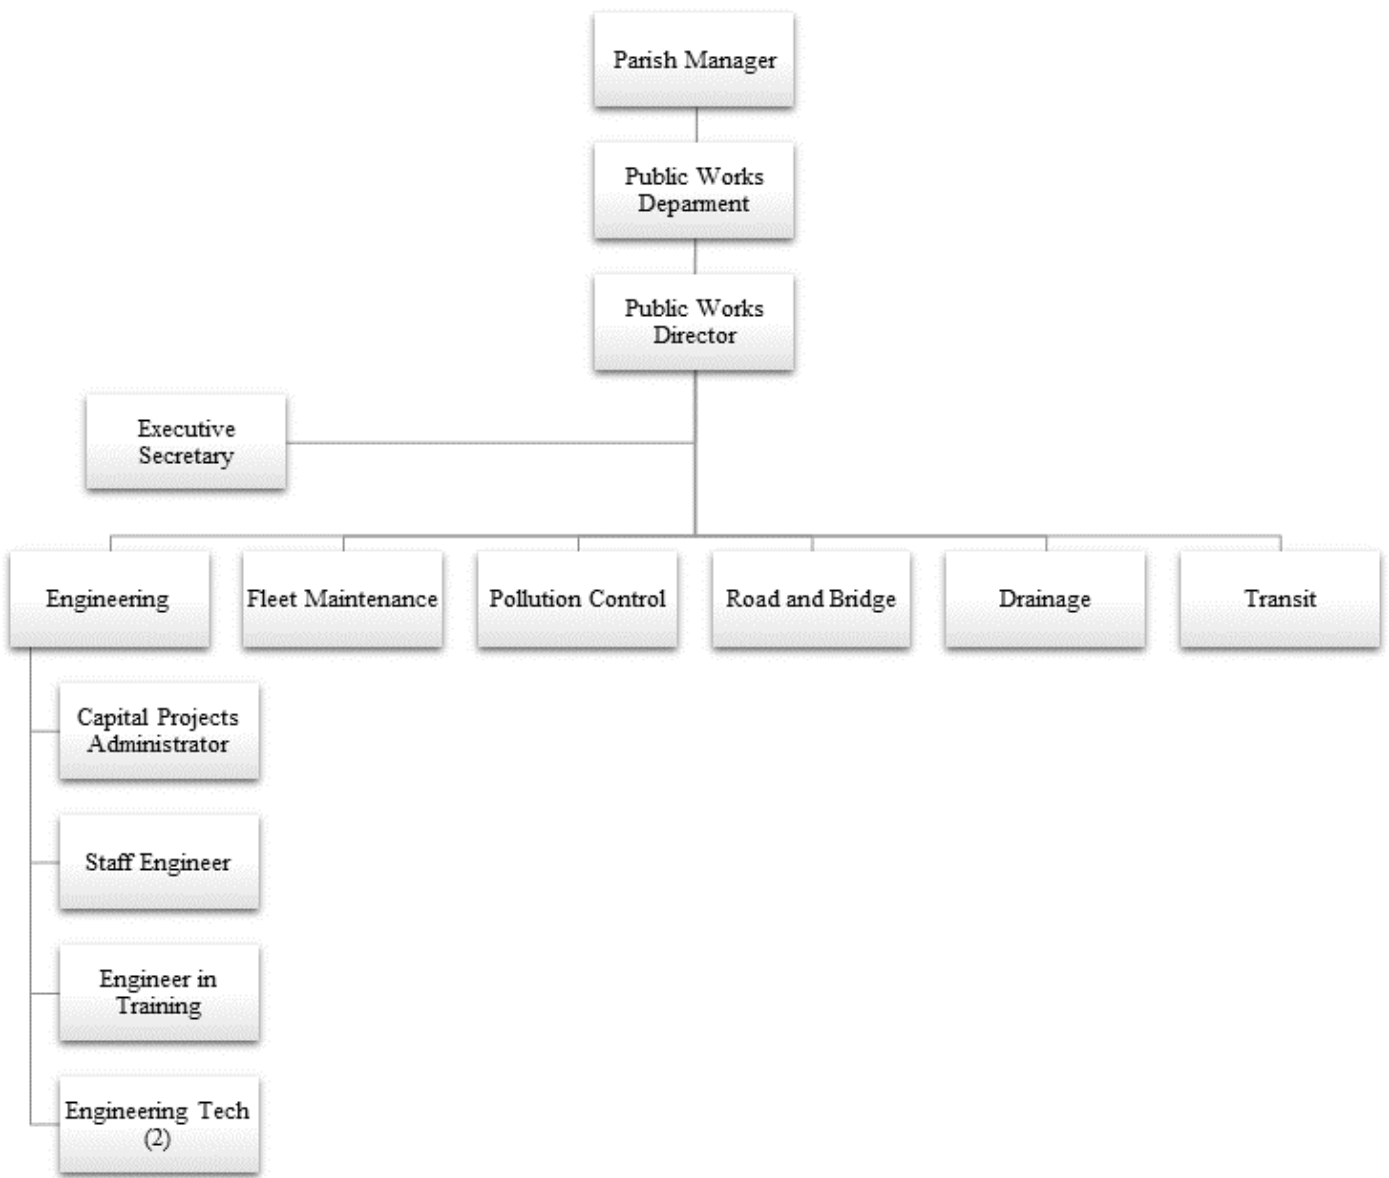 Parish Manager
Public Works
Deparment
Public Works
Director
Executive
Secretary
Engineering
Fleet Maintenance
Pollution Control
Road and Bridge
Drainage
Transit
Capital Projects
Administrator
Staff Engineer
Engineer in
Training
Engineering Tech
(2)